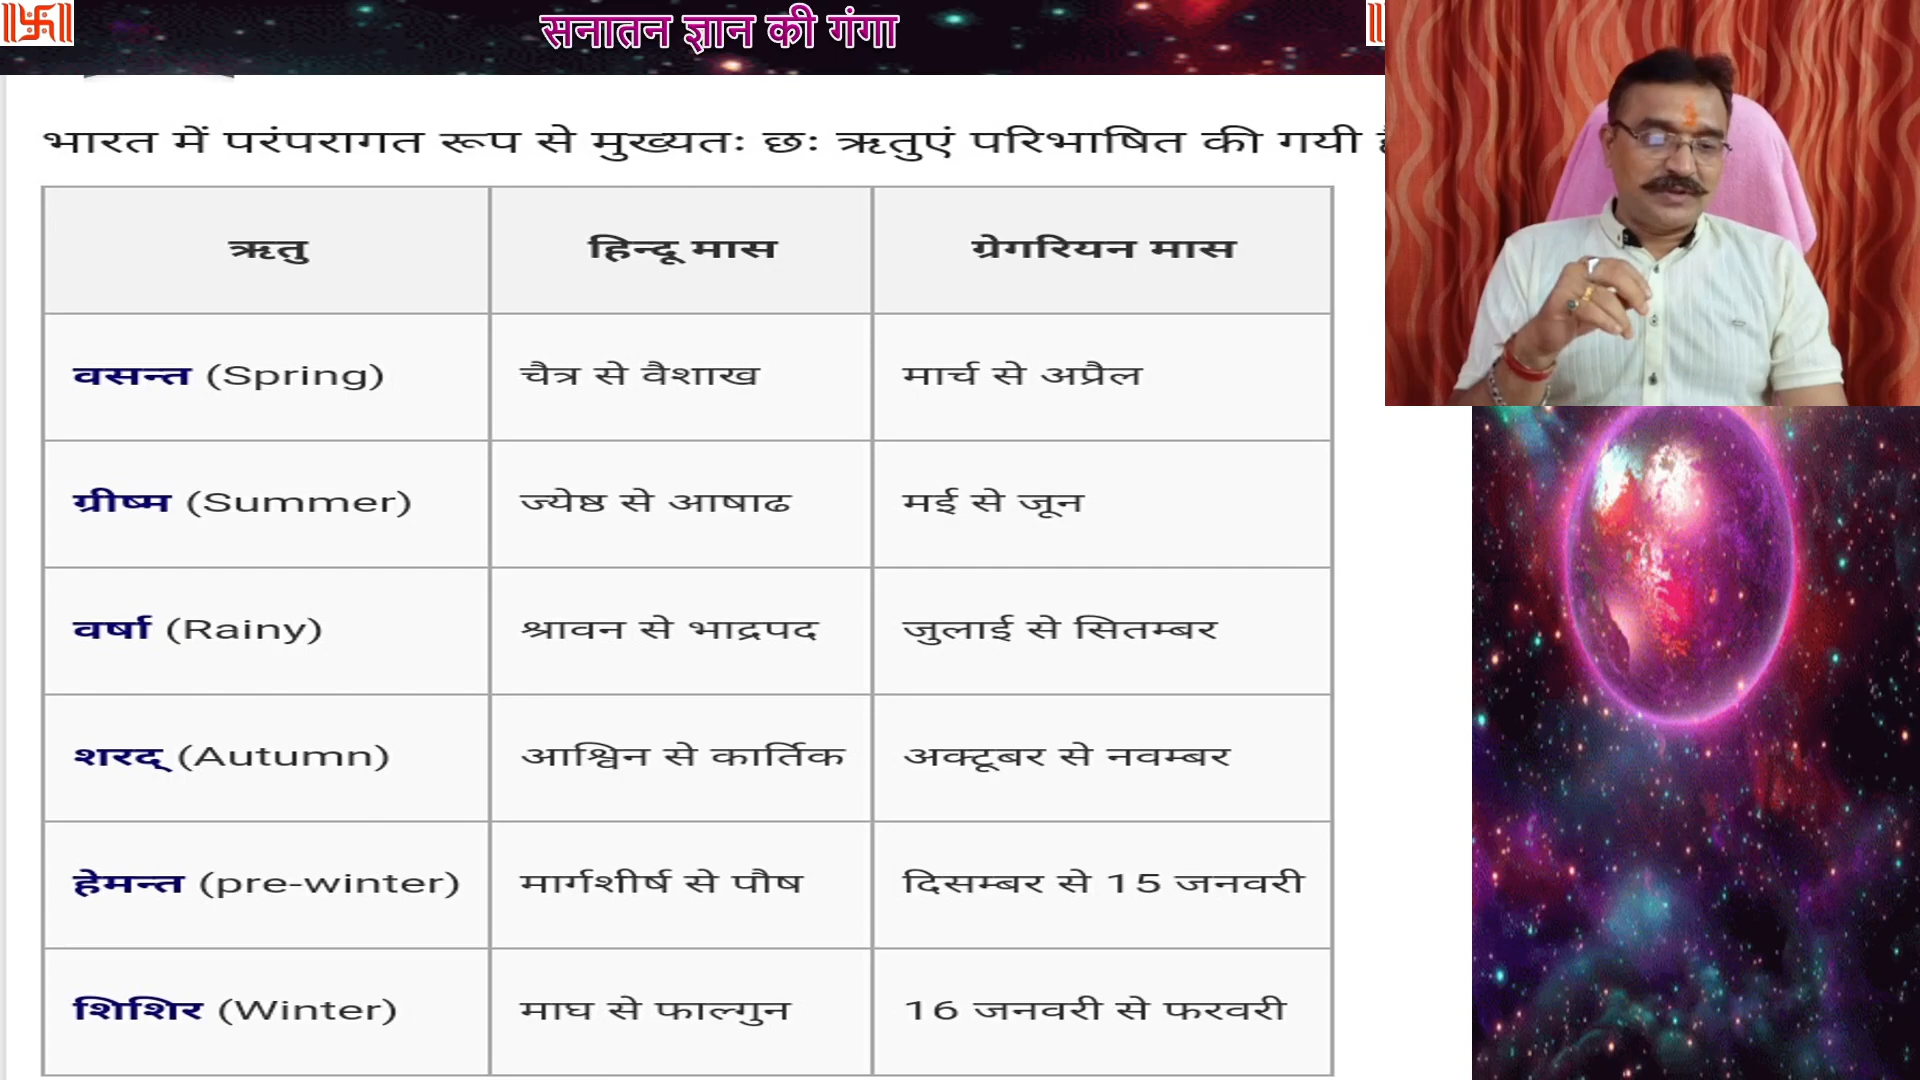 सनातन ज्ञान की गंगा
भारत में परंपरागत रूप से मुख्यतः छः ऋतुएं परिभाषित की गयी
ऋतु हिन्दू मास ग्रेगरियन मास
वसन्त (Spring) चैत्र से वैशाख मार्च से अप्रैल
ग्रीष्म (Summer) ज्येष्ठ से आषाढ मई से जून
वर्षा (Rainy) श्रावन से भाद्रपद जुलाई से सितम्बर
शरद् (Autumn) आश्विन से कार्तिक अक्टूबर से नवम्बर
हेमन्त (pre-winter) मार्गशीर्ष से पौष दिसम्बर से 15 जनवरी
शिशिर (Winter) माघ से फाल्गुन 16 जनवरी से फरवरी